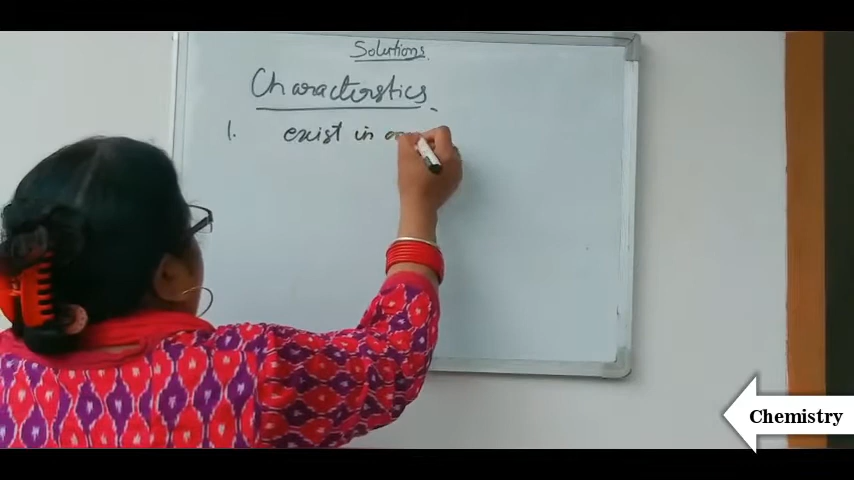 Solutions
Characterstics
1. exist in
Chemistry